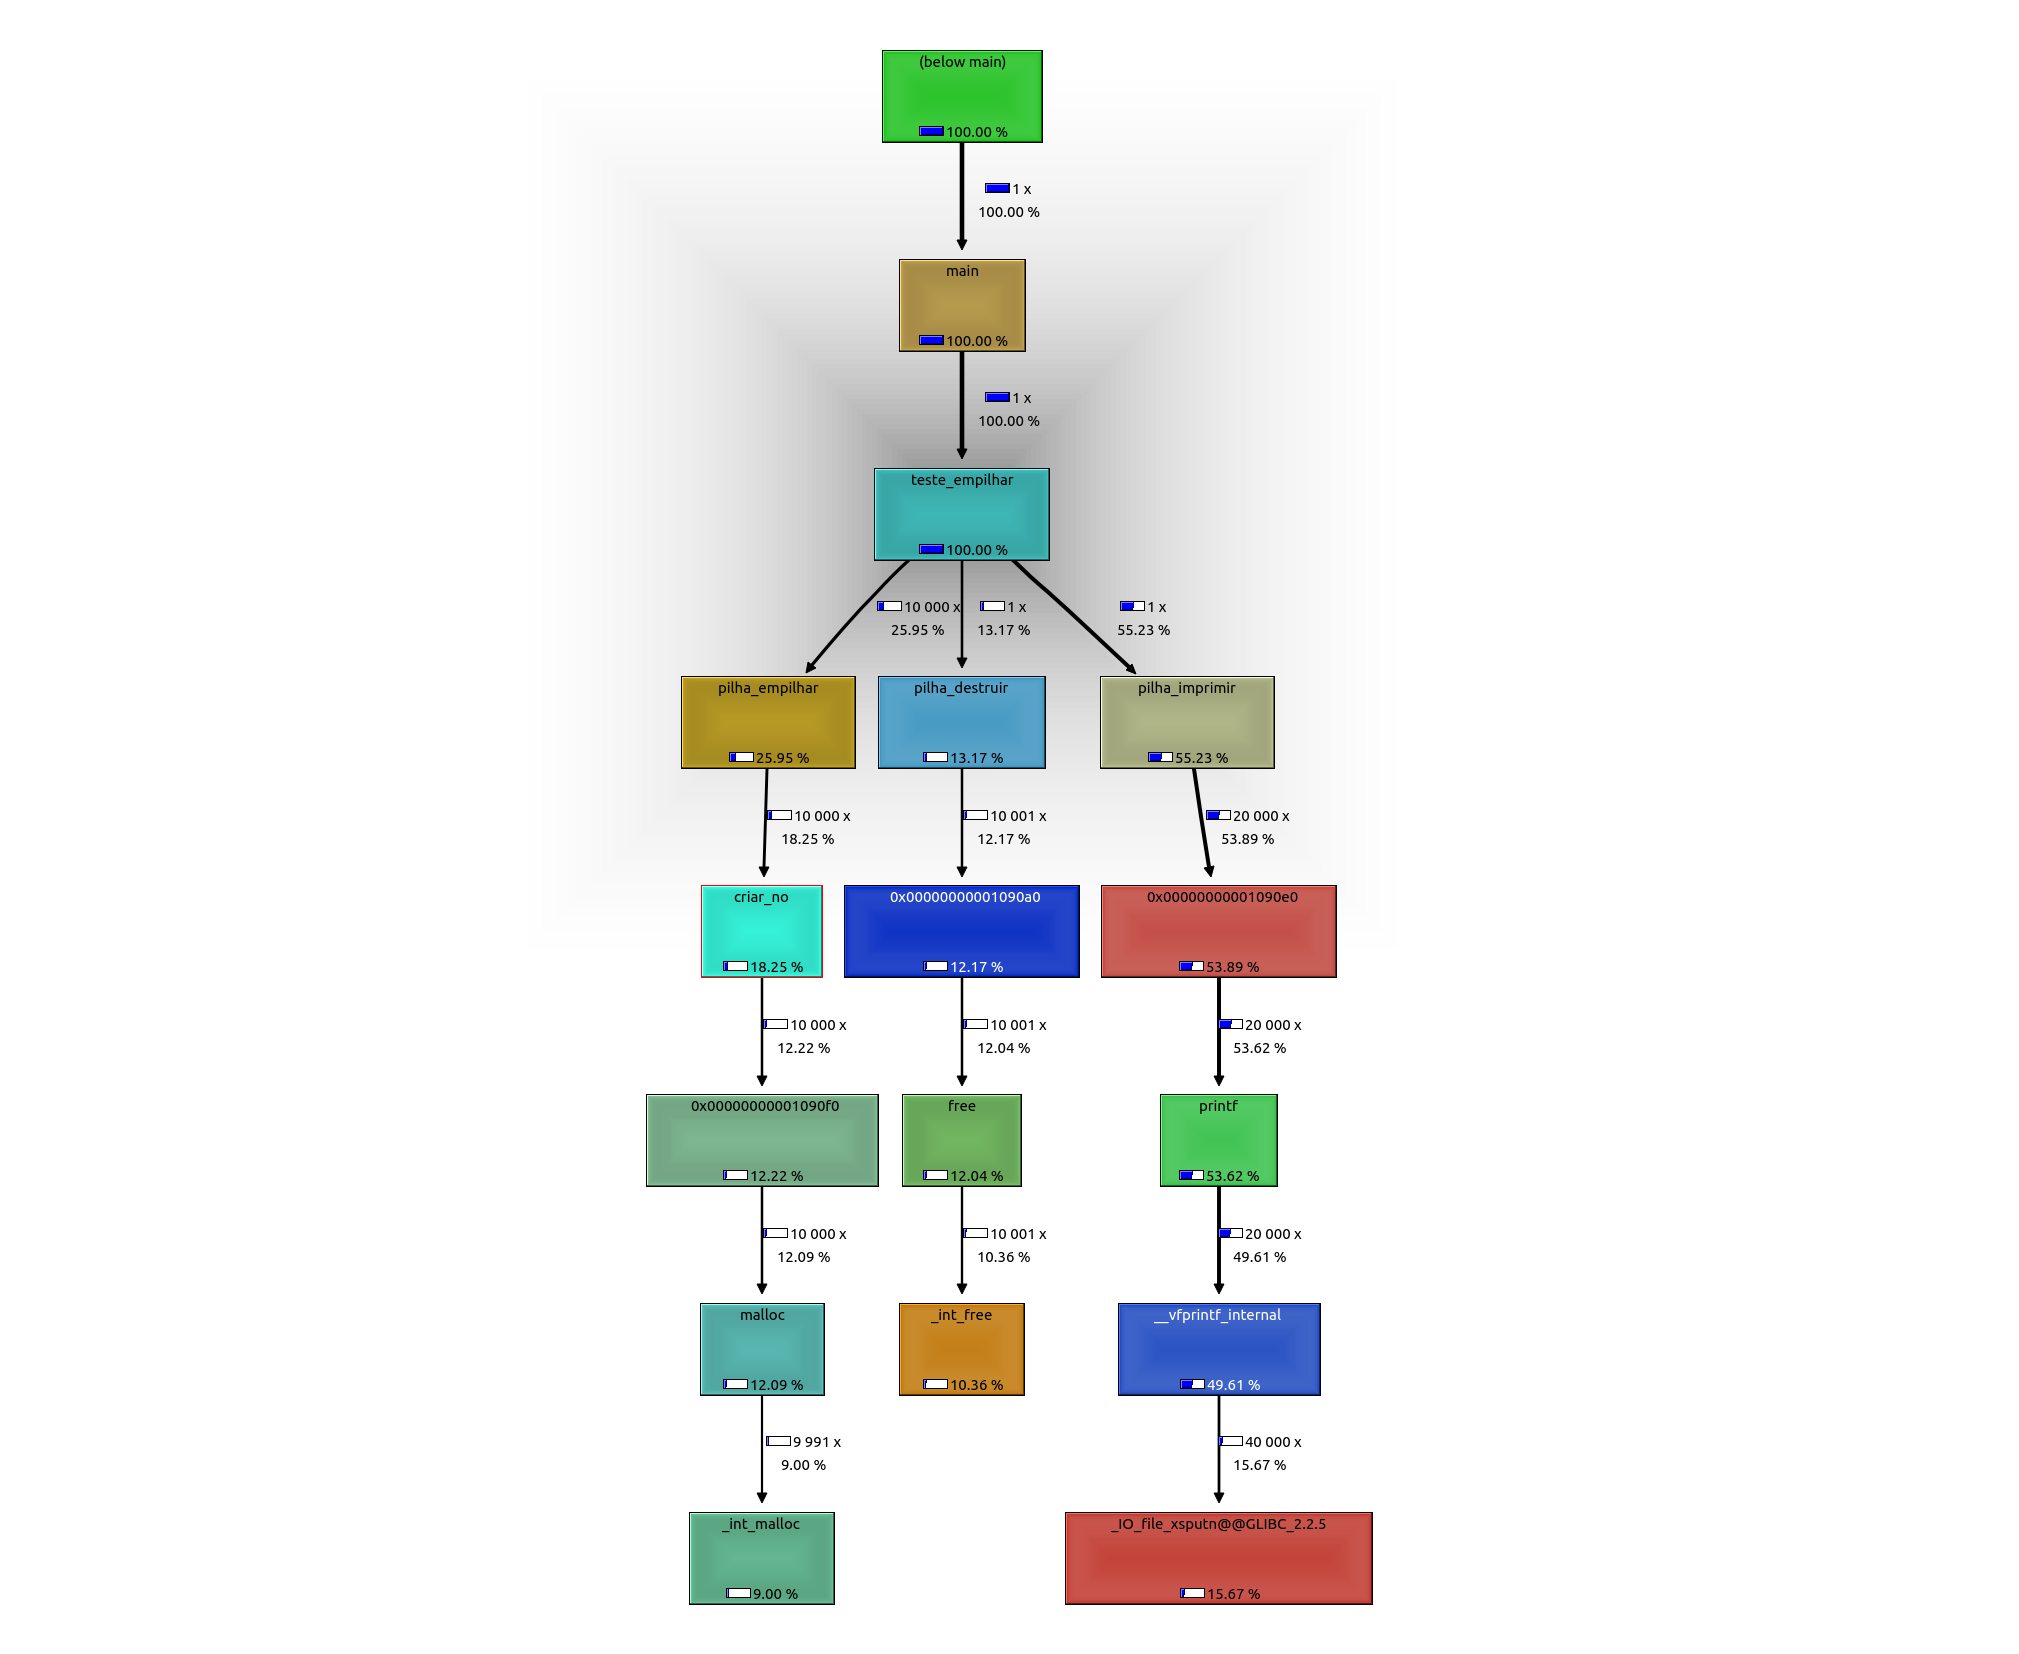 (below main)
100.00 %
1 x
100.00 %
main
100.00 %
1 x
100.00 %
teste_empilhar
100.00 %
10 000 x
25.95 %
1 x
13.17 %
1 x
55.23 %
pilha_empilhar
25.95 %
pilha_destruir
13.17 %
pilha_imprimir
55.23 %
10 000 x
18.25 %
10 001 x
12.17 %
20 000 x
53.89 %
criar_no
18.25 %
0x00000000001090a0
12.17 %
0x00000000001090e0
53.89 %
10 000 x
12.22 %
10 001 x
12.04 %
20 000 x
53.62 %
0x00000000001090f0
12.22 %
free
12.04 %
printf
53.62 %
10 000 x
12.09 %
10 001 x
10.36 %
20 000 x
49.61 %
malloc
12.09 %
_int_free
10.36 %
__vfprintf_internal
49.61 %
9 991 x
9.00 %
40 000 x
15.67 %
_int_malloc
9.00 %
_IO_file_xsputn@@GLIBC_2.2.5
15.67 %